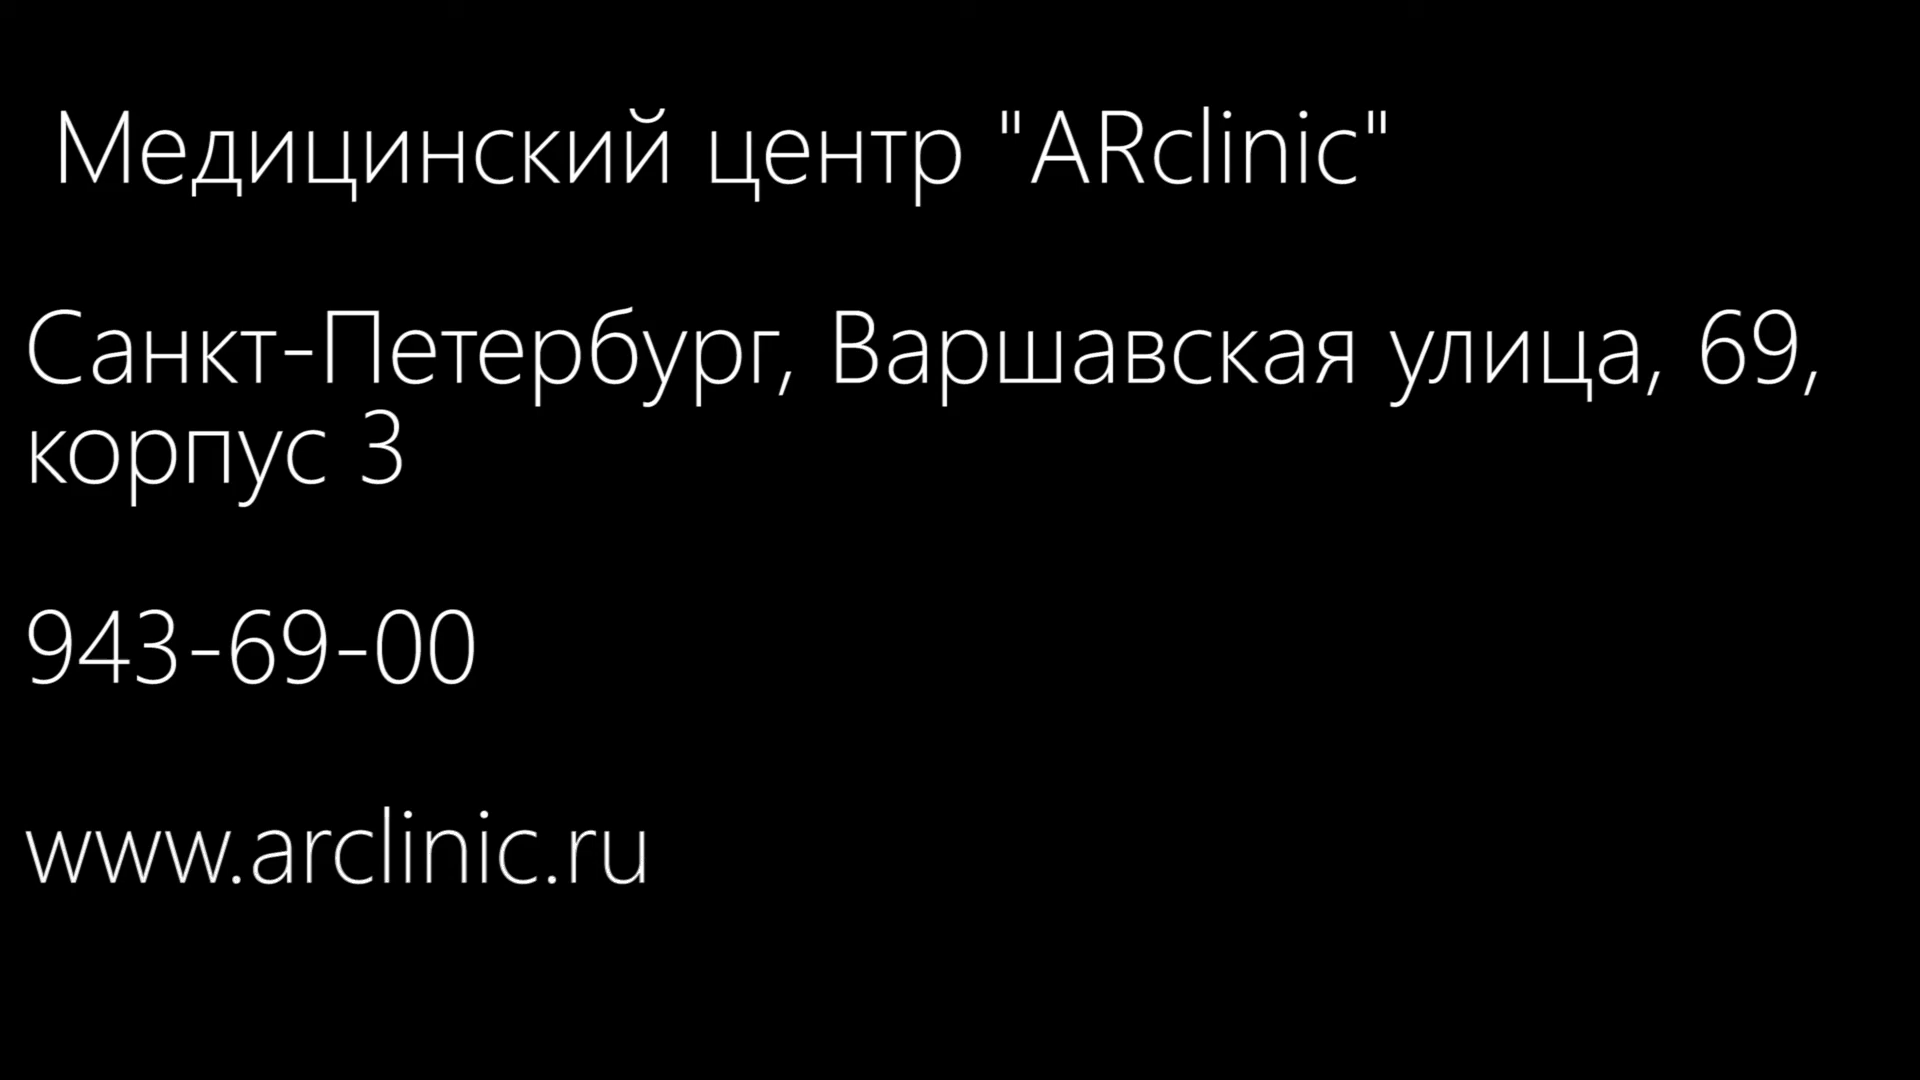 Медицинский центр "ARclinic"
Санкт-Петербург, Варшавская улица, 69,
корпус 3
943-69-00
www.arclinic.ru